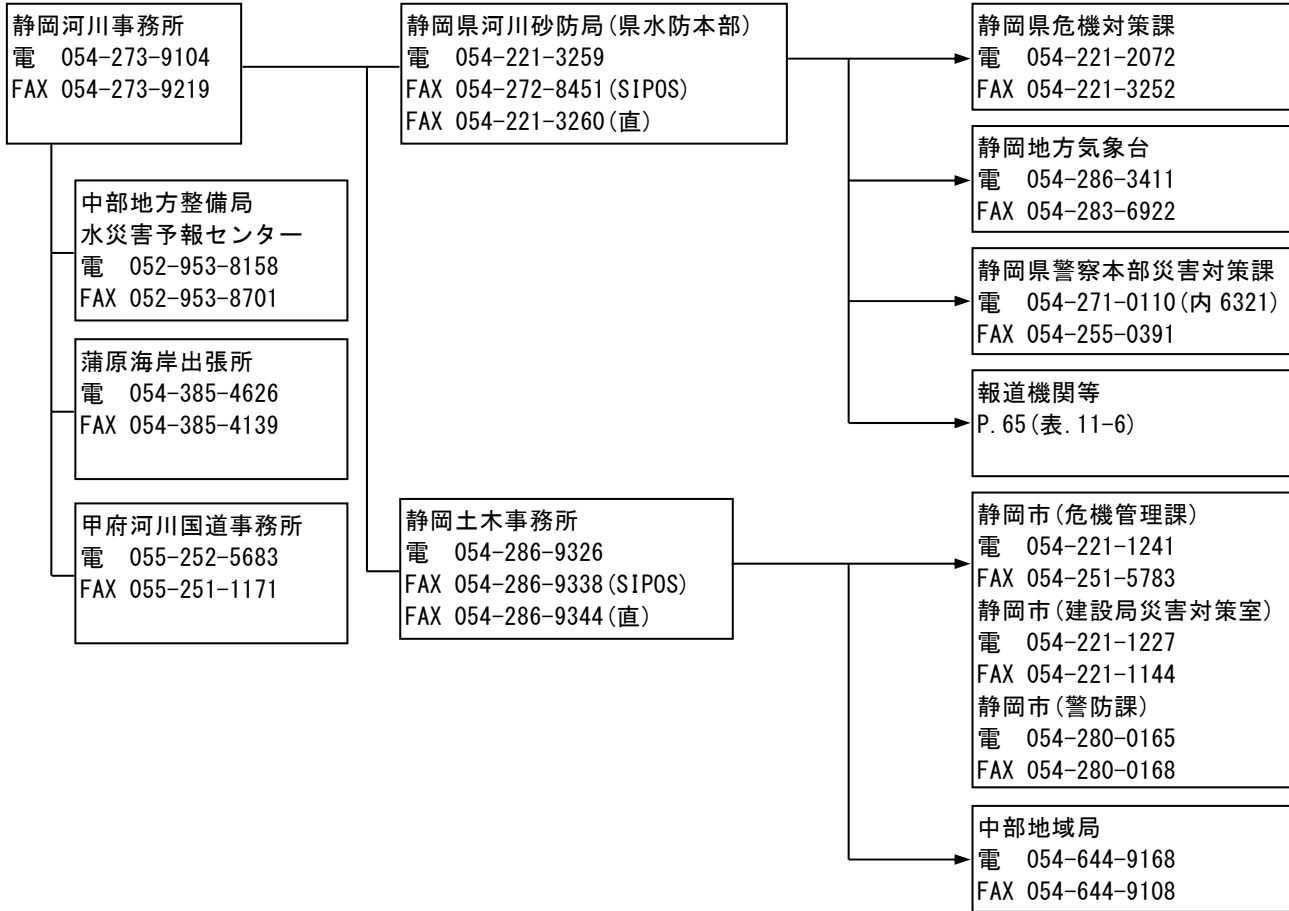 静岡河川事務所
電 054-273-9104
FAX 054-273-9219
中部地方整備局
水災害予報センター
電 052-953-8158
FAX 052-953-8701
蒲原海岸出張所
電 054-385-4626
FAX 054-385-4139
甲府河川国道事務所
電 055-252-5683
FAX 055-251-1171
静岡県河川砂防局(県水防本部)
電 054-221-3259
FAX 054-272-8451(SIPOS)
FAX 054-221-3260(直)
静岡土木事務所
電 054-286-9326
FAX 054-286-9338(SIPOS)
FAX 054-286-9344(直)
静岡県危機対策課
電 054-221-2072
FAX 054-221-3252
静岡地方気象台
電 054-286-3411
FAX 054-283-6922
静岡県警察本部災害対策課
電 054-271-0110(内 6321)
FAX 054-255-0391
報道機関等
P.65(表.11-6)
静岡市(危機管理課)
電 054-221-1241
FAX 054-251-5783
静岡市(建設局災害対策室)
電 054-221-1227
FAX 054-221-1144
静岡市(警防課)
電 054-280-0165
FAX 054-280-0168
中部地域局
電 054-644-9168
FAX 054-644-9108